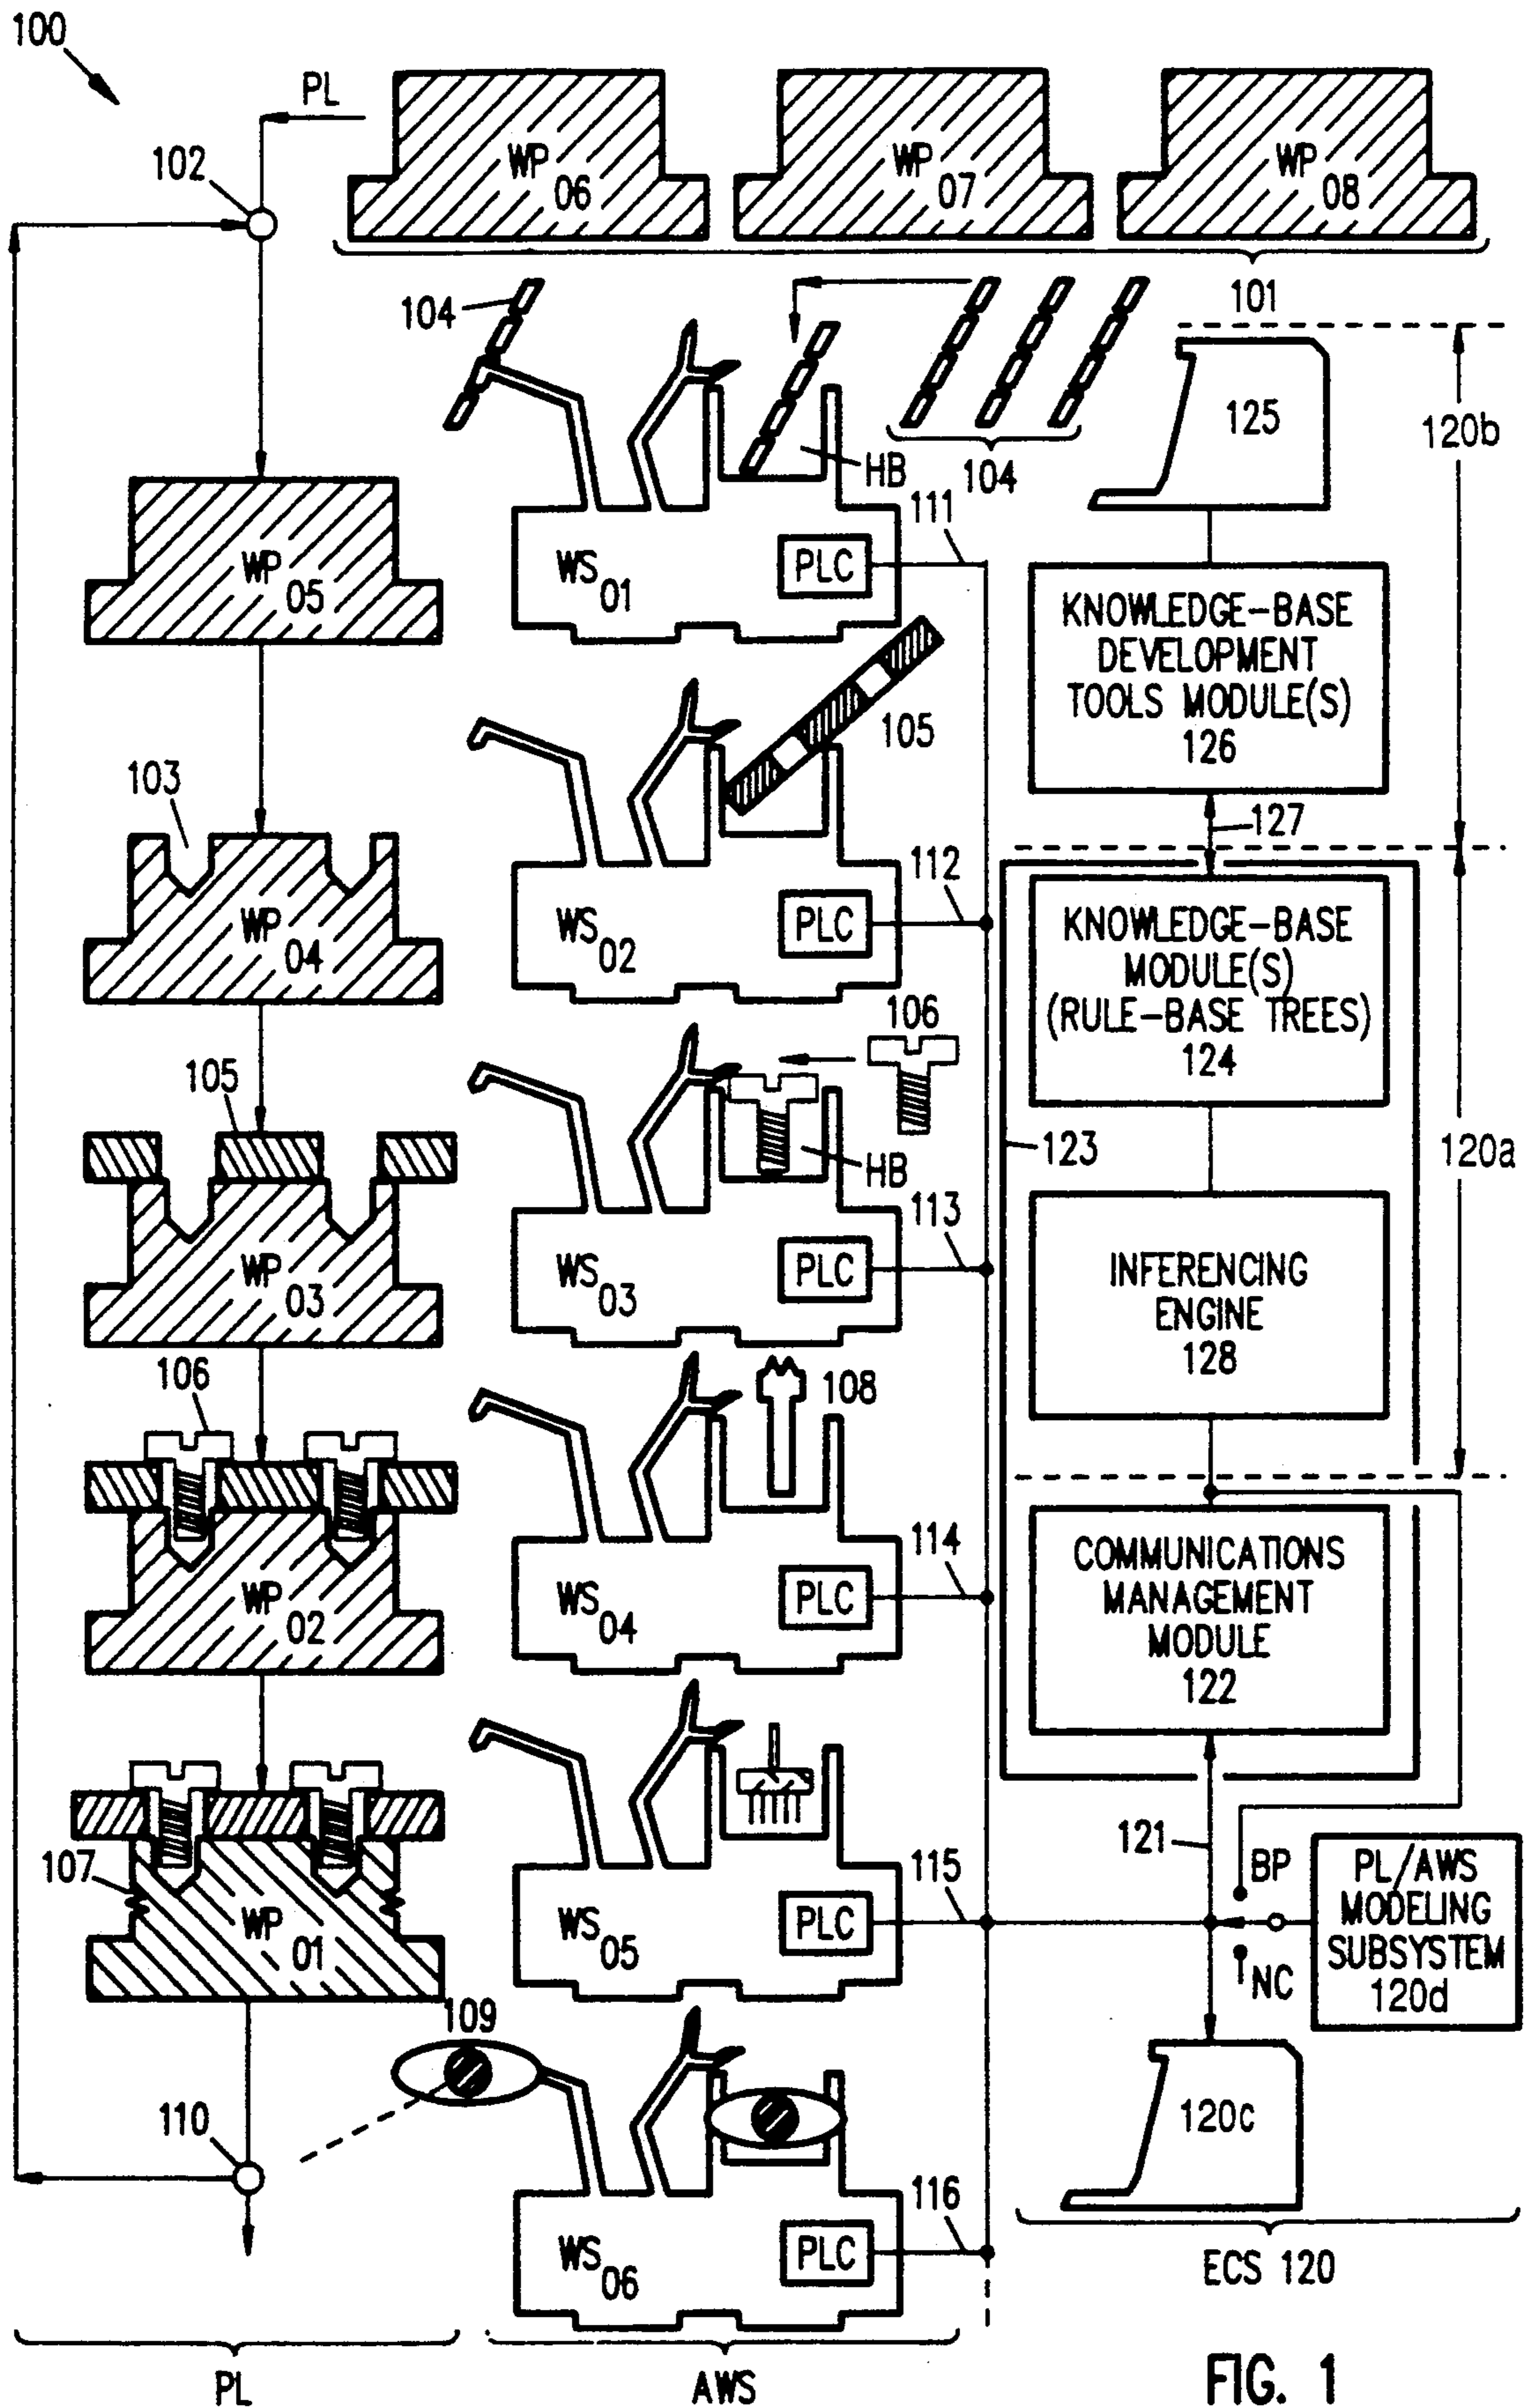 100
PL
102
WP 06
WP 07
WP 08
101
104
HB
104
125
120b
WP 05
WS 01
PLC
111
KNOWLEDGE-BASE
DEVELOPMENT
TOOLS MODULE(S)
126
105
127
103
WP 04
WS 02
PLC
112
KNOWLEDGE-BASE
MODULE(S)
(RULE-BASE TREES)
124
106
105
HB
123
120a
WP 03
WS 03
PLC
113
INFERENCING
ENGINE
128
106
108
WP 02
WS 04
PLC
114
COMMUNICATIONS
MANAGEMENT
MODULE
122
107
WP 01
WS 05
PLC
115
121
BP
NC
PL/AWS
MODELING
SUBSYSTEM
120d
109
110
120c
WS 06
PLC
116
ECS 120
PL
AWS
FIG. 1